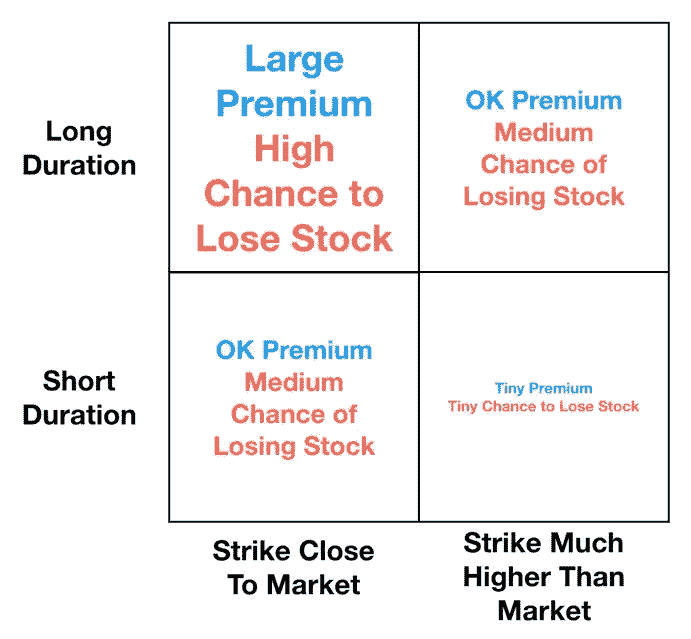 Long
Duration
Large
Premium
High
Chance to
Lose Stock
OK Premium
Medium
Chance of
Losing Stock
Short
Duration
OK Premium
Medium
Chance of
Losing Stock
Tiny Premium
Tiny Chance to Lose Stock
Strike Close
To Market
Strike Much
Higher Than
Market